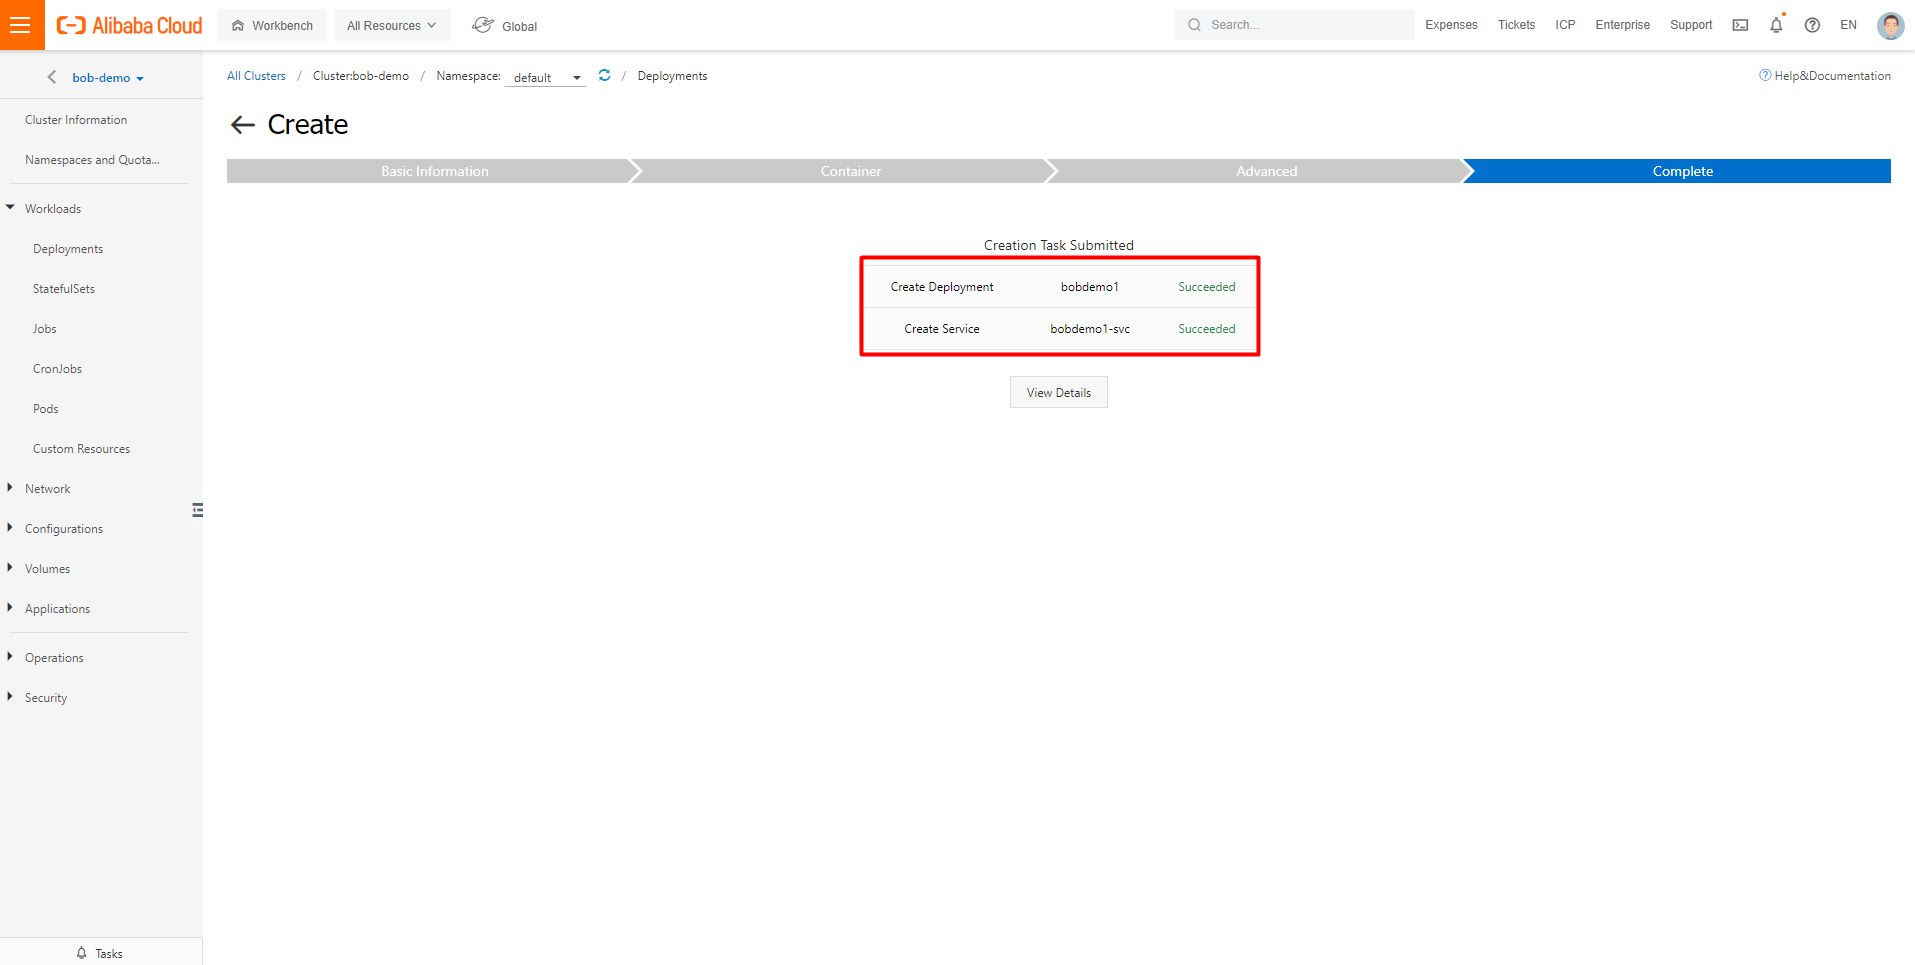 Alibaba Cloud Workbench All Resources Global Search... Expenses Tickets ICP Enterprise Support EN
bob-demo
Cluster Information
Namespaces and Quota...
Workloads
Deployments
StatefulSets
Jobs
CronJobs
Pods
Custom Resources
Network
Configurations
Volumes
Applications
Operations
Security
Tasks
All Clusters / Cluster:bob-demo / Namespace: default / Deployments
Help&Documentation
Create
Basic Information Container Advanced Complete
Creation Task Submitted
Create Deployment bobdemo1 Succeeded
Create Service bobdemo1-svc Succeeded
View Details